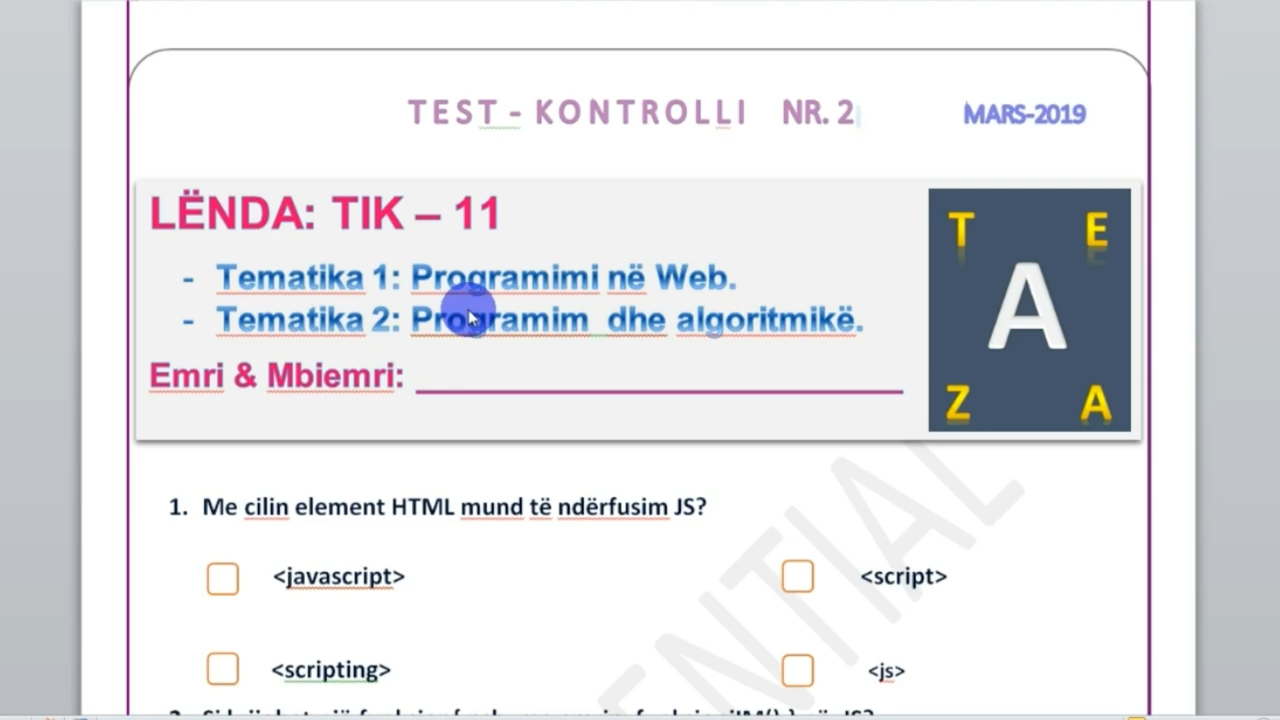 TEST - KONTROLLI NR. 2
MARS-2019
LËNDA: TIK – 11
T E
A
Z A
- Tematika 1: Programimi në Web.
- Tematika 2: Programim dhe algoritmikë.
Emri & Mbiemri:
1. Me cilin element HTML mund të ndërfusim JS?
<javascript>
<script>
<scripting>
<js>
ENTIAL